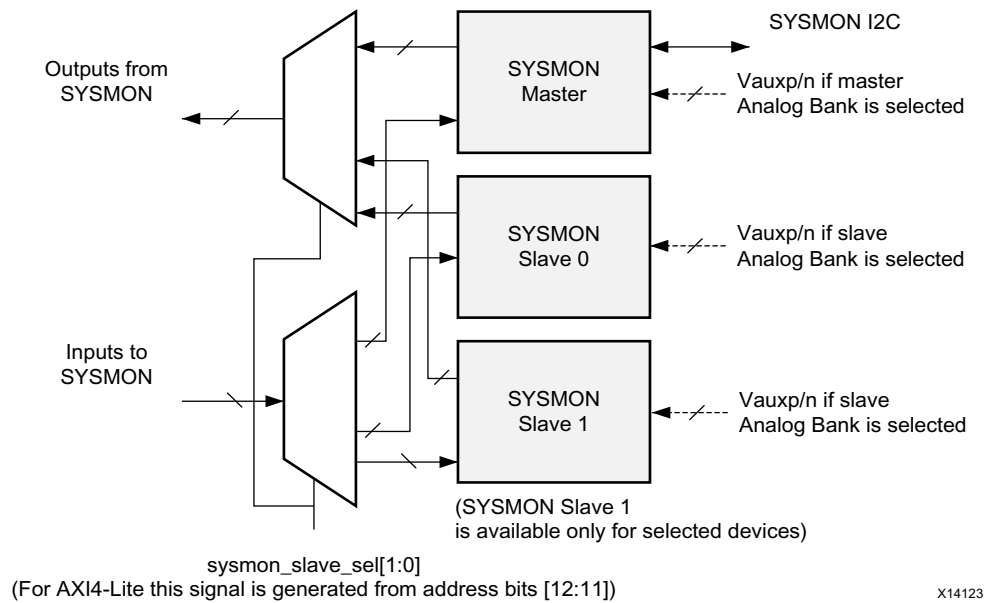 SYSMON I2C
Outputs from
SYSMON
SYSMON
Master
Vauxp/n if master
Analog Bank is selected
SYSMON
Slave 0
Vauxp/n if slave
Analog Bank is selected
Inputs to
SYSMON
SYSMON
Slave 1
Vauxp/n if slave
Analog Bank is selected
(SYSMON Slave 1
is available only for selected devices)
sysmon_slave_sel[1:0]
(For AXI4-Lite this signal is generated from address bits [12:11])
X14123